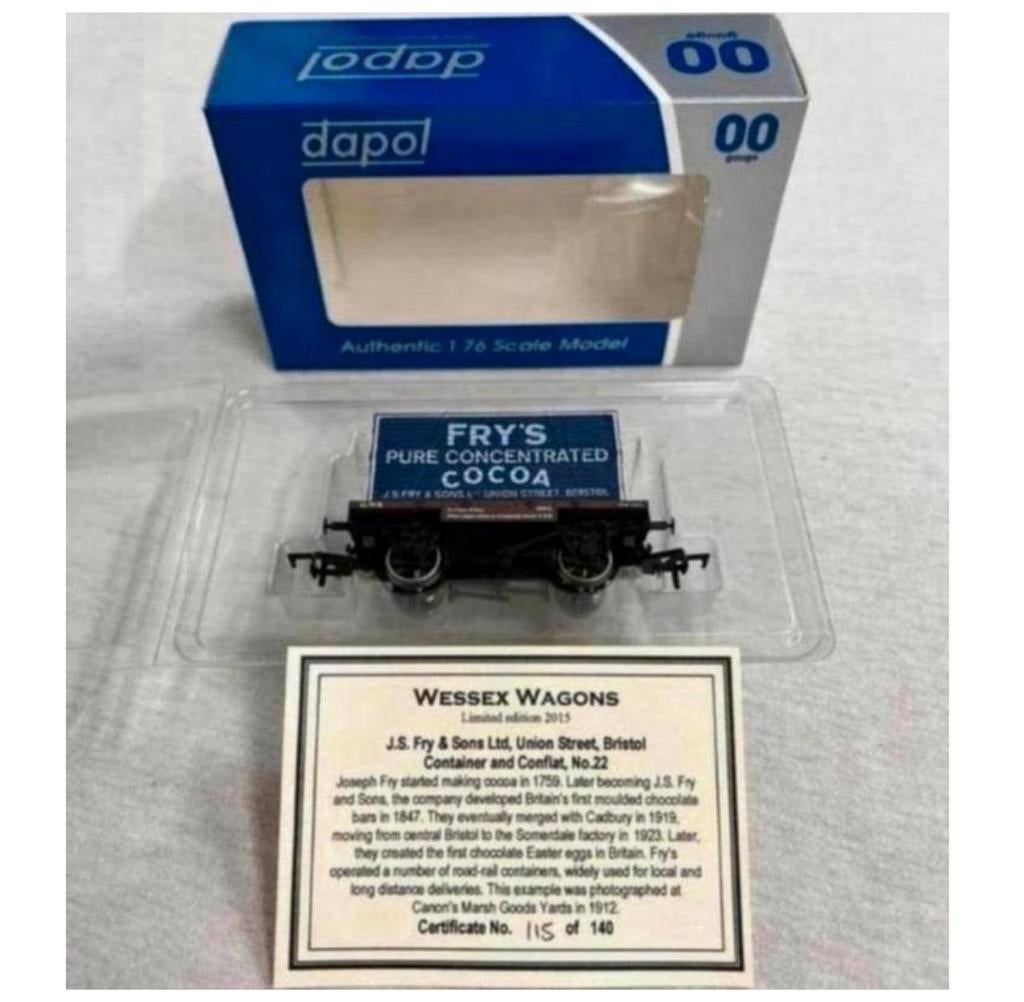 dapol
00
gauge
dapol
00
gauge
Authentic 1:76 Scale Model
FRY'S
PURE CONCENTRATED
COCOA
J.S. FRY & SONS LTD UNION STREET, BRISTOL
WESSEX WAGONS
Limited edition 2015
J.S. Fry & Sons Ltd, Union Street, Bristol
Container and Conflat, No.22
Joseph Fry started making cocoa in 1759. Later becoming J.S. Fry
and Sons, the company developed Britain's first moulded chocolate
bars in 1847. They eventually merged with Cadbury in 1919,
moving from central Bristol to the Somerdale factory in 1923. Later,
they created the first chocolate Easter eggs in Britain. Fry's
operated a number of road-rail containers, widely used for local and
long distance deliveries. This example was photographed at
Canon's Marsh Goods Yards in 1912.
Certificate No. 115 of 140